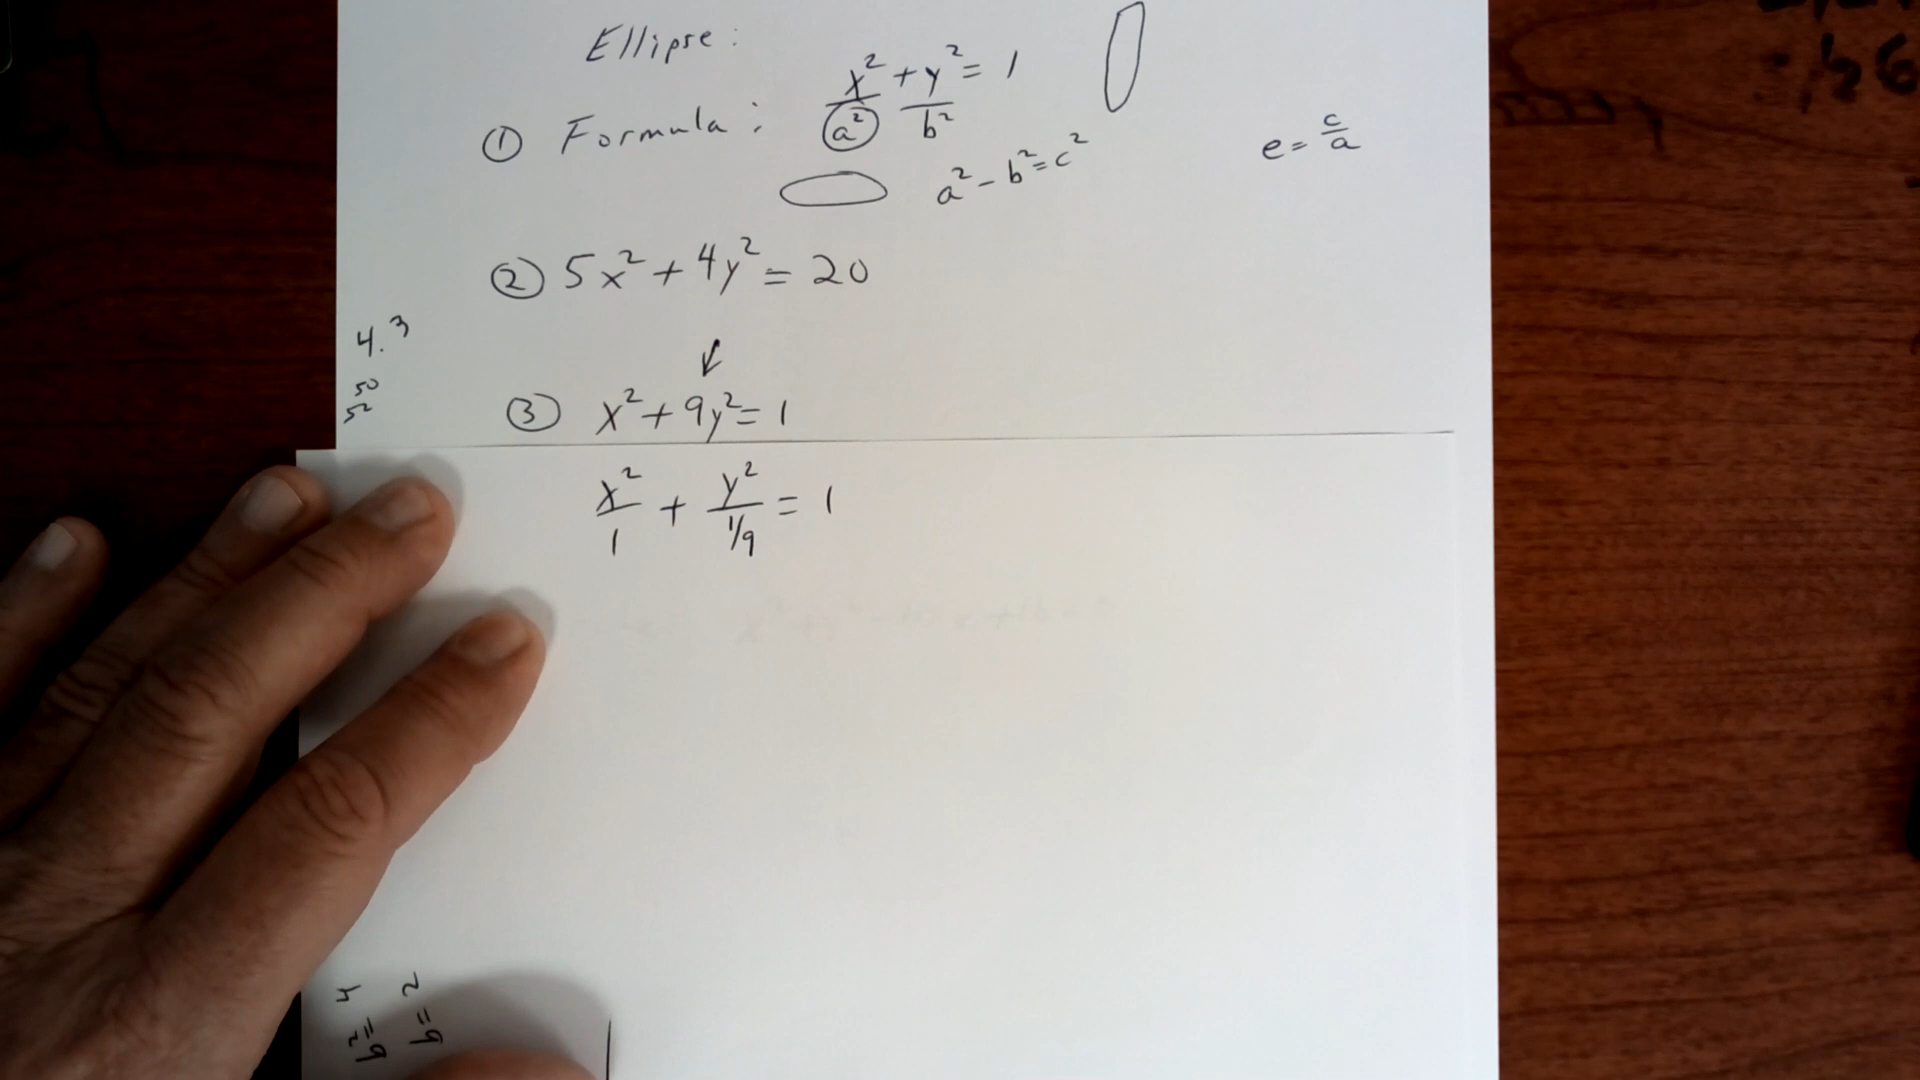 Ellipse:
① Formula: x²/a² + y²/b² = 1
a² - b² = c²
e = c/a
② 5x² + 4y² = 20
4.3
50
52
③ x² + 9y² = 1
x²/1 + y²/1/9 = 1